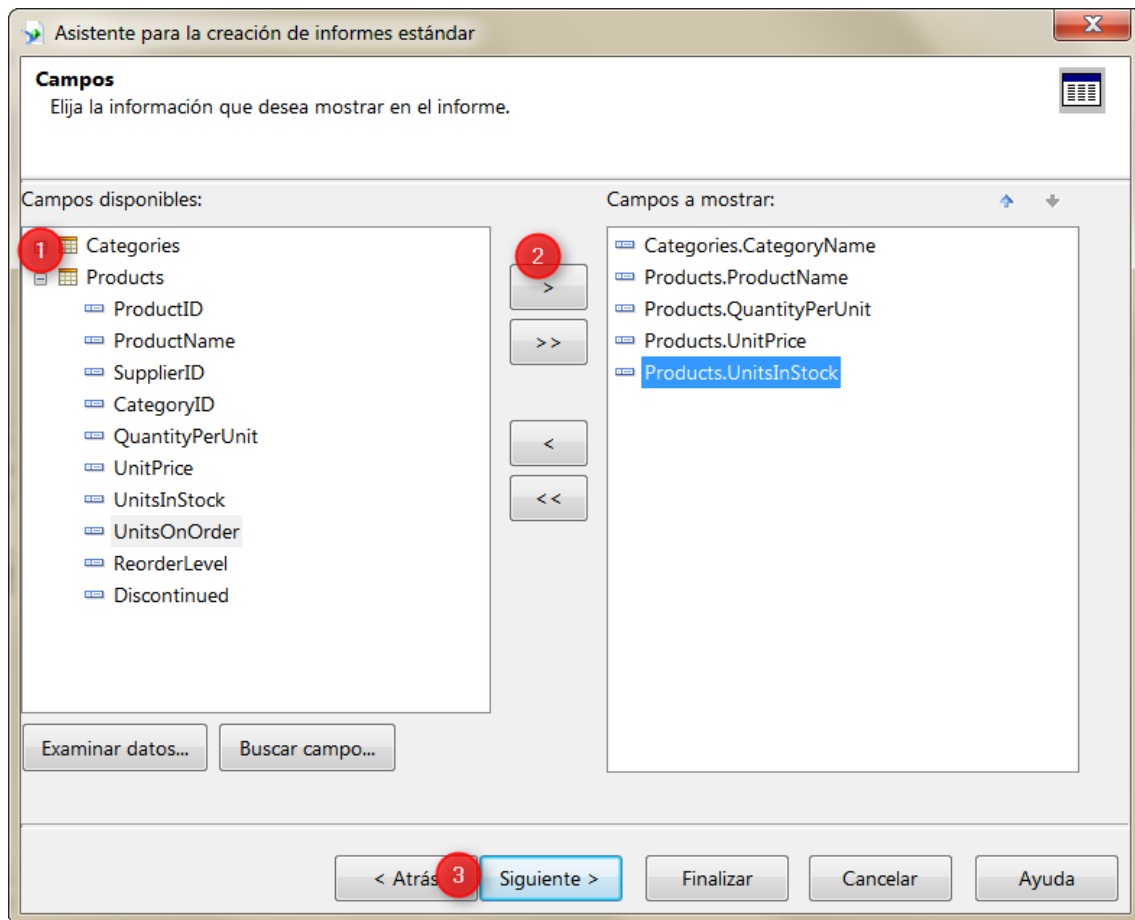 Asistente para la creación de informes estándar
X
Campos
Elija la información que desea mostrar en el informe.
Campos disponibles:
Campos a mostrar:
1
Categories
Products
ProductID
ProductName
SupplierID
CategoryID
QuantityPerUnit
UnitPrice
UnitsInStock
UnitsOnOrder
ReorderLevel
Discontinued
2
>
>>
<
<<
Categories.CategoryName
Products.ProductName
Products.QuantityPerUnit
Products.UnitPrice
Products.UnitsInStock
Examinar datos...
Buscar campo...
< Atrás
3
Siguiente >
Finalizar
Cancelar
Ayuda